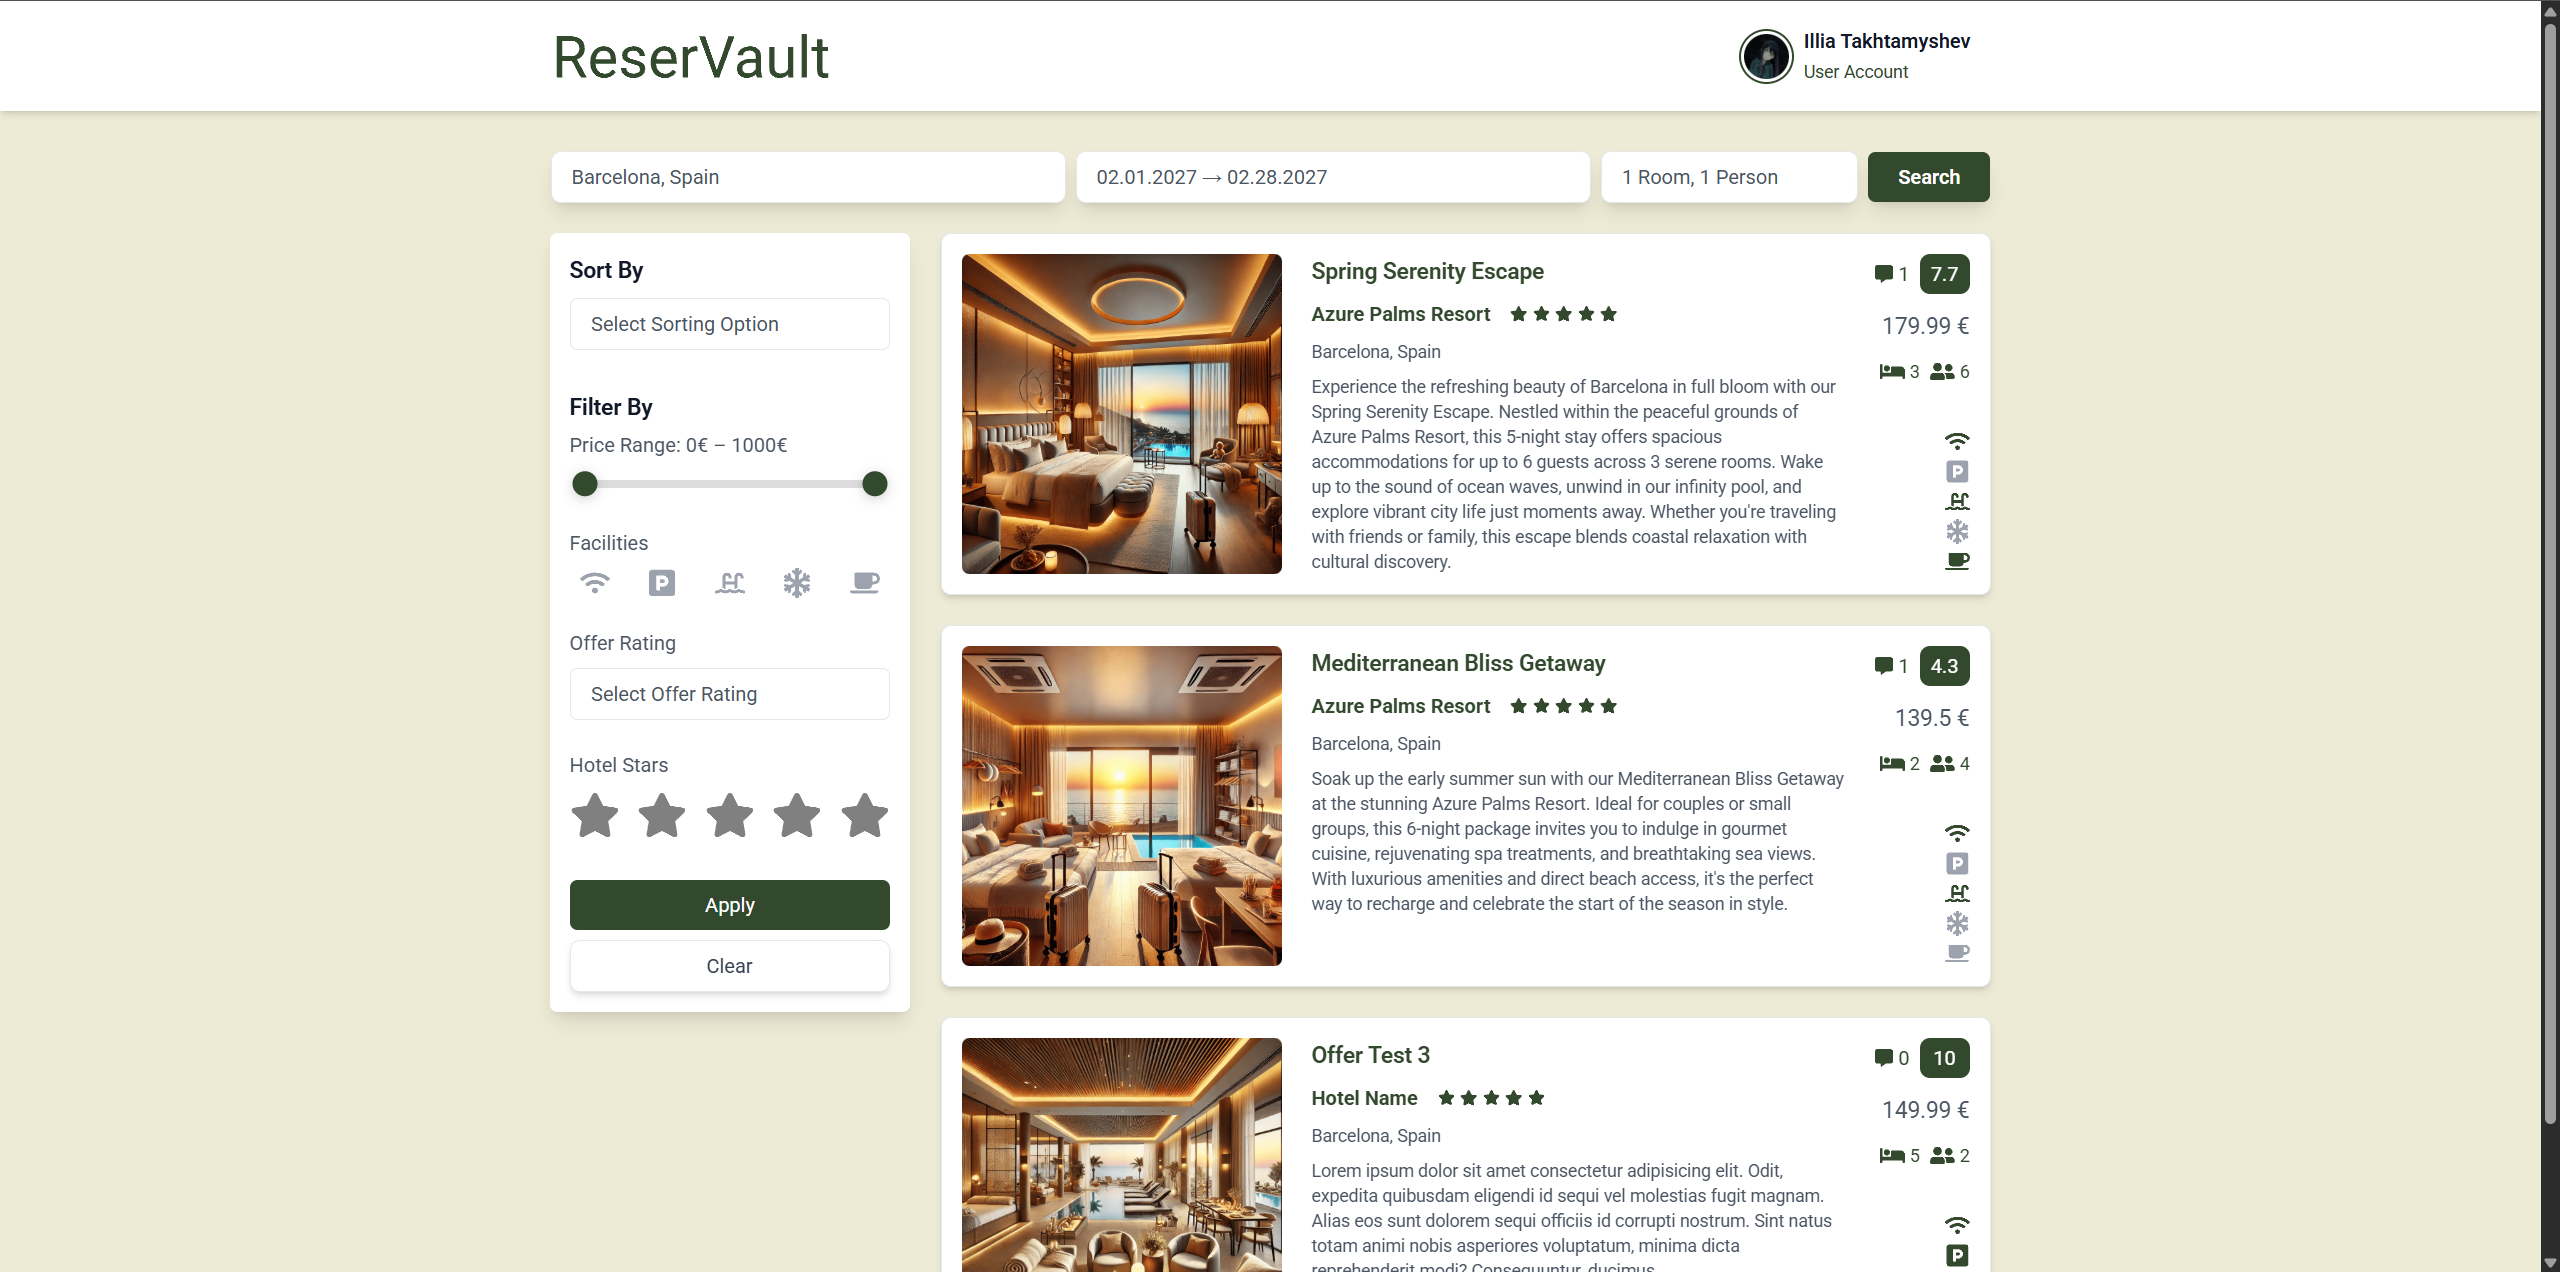 ReserVault
Illia Takhtamyshev
User Account
Barcelona, Spain
02.01.2027 → 02.28.2027
1 Room, 1 Person
Search
Sort By
Select Sorting Option
Filter By
Price Range: 0€ – 1000€
Facilities
P
Offer Rating
Select Offer Rating
Hotel Stars
Apply
Clear
Spring Serenity Escape
1
7.7
Azure Palms Resort
179.99 €
Barcelona, Spain
3
6
Experience the refreshing beauty of Barcelona in full bloom with our
Spring Serenity Escape. Nestled within the peaceful grounds of
Azure Palms Resort, this 5-night stay offers spacious
accommodations for up to 6 guests across 3 serene rooms. Wake
up to the sound of ocean waves, unwind in our infinity pool, and
explore vibrant city life just moments away. Whether you're traveling
with friends or family, this escape blends coastal relaxation with
cultural discovery.
P
Mediterranean Bliss Getaway
1
4.3
Azure Palms Resort
139.5 €
Barcelona, Spain
2
4
Soak up the early summer sun with our Mediterranean Bliss Getaway
at the stunning Azure Palms Resort. Ideal for couples or small
groups, this 6-night package invites you to indulge in gourmet
cuisine, rejuvenating spa treatments, and breathtaking sea views.
With luxurious amenities and direct beach access, it's the perfect
way to recharge and celebrate the start of the season in style.
P
Offer Test 3
0
10
Hotel Name
149.99 €
Barcelona, Spain
5
2
Lorem ipsum dolor sit amet consectetur adipisicing elit. Odit,
expedita quibusdam eligendi id sequi vel molestias fugit magnam.
Alias eos sunt dolorem sequi officiis id corrupti nostrum. Sint natus
totam animi nobis asperiores voluptatum, minima dicta
reprehenderit modi? Consequuntur, ducimus
P